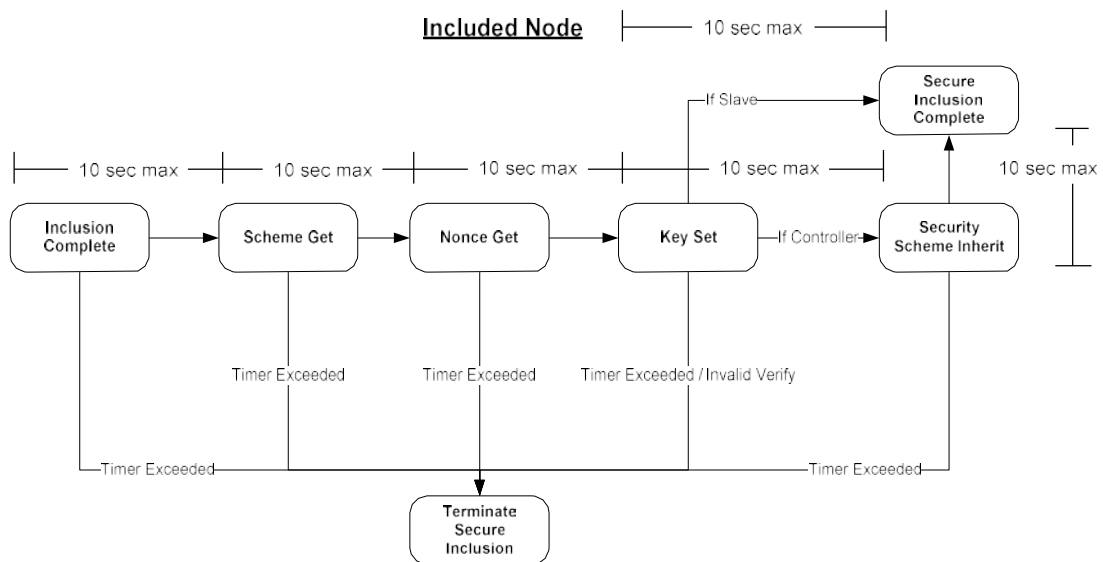 Included Node
10 sec max
Secure
Inclusion
Complete
If Slave
10 sec max
10 sec max
10 sec max
10 sec max
10 sec max
Inclusion
Complete
Scheme Get
Nonce Get
Key Set
If Controller
Security
Scheme Inherit
Timer Exceeded
Timer Exceeded
Timer Exceeded / Invalid Verify
Timer Exceeded
Timer Exceeded
Terminate
Secure
Inclusion